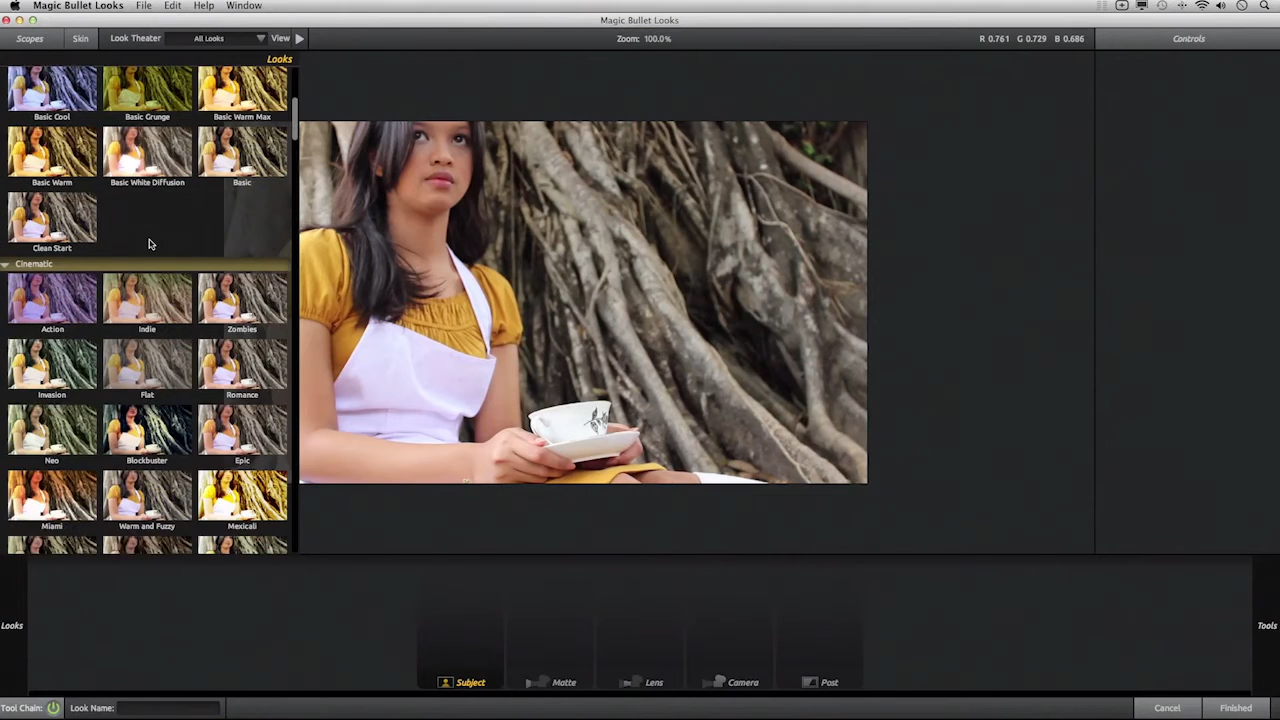 Magic Bullet Looks File Edit Help Window
Magic Bullet Looks
Scopes Skin Look Theater All Looks View Zoom: 100.0% R 0.761 G 0.729 B 0.686 Controls
Looks
Basic Cool Basic Grunge Basic Warm Max
Basic Warm Basic White Diffusion Basic
Clean Start
Cinematic
Action Indie Zombies
Invasion Flat Romance
Neo Blockbuster Epic
Miami Warm and Fuzzy Mexicali
Looks Tools
Subject Matte Lens Camera Post
Tool Chain: Look Name: Cancel Finished